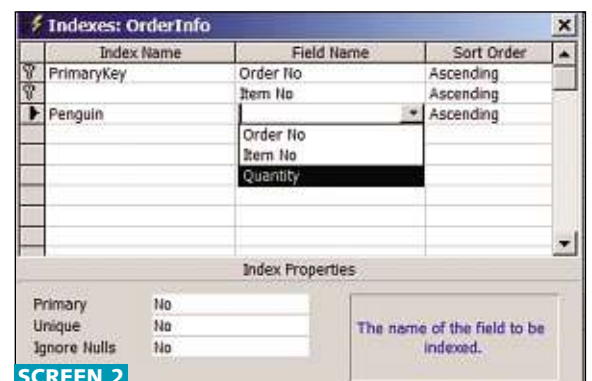 Indexes: OrderInfo
Index Name Field Name Sort Order
PrimaryKey Order No Ascending
Item No Ascending
Penguin Ascending
Order No
Item No
Quantity
Index Properties
Primary No
Unique No
Ignore Nulls No
The name of the field to be
indexed.
SCREEN 2